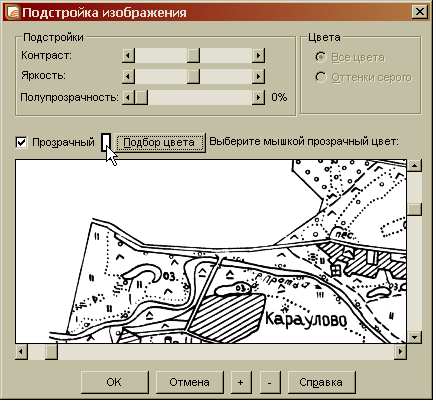 Подстройка изображения
Подстройки
Контраст:
Яркость:
Полупрозрачность: 0%
Цвета
Все цвета
Оттенки серого
Прозрачный Подбор цвета Выберите мышкой прозрачный цвет:
пес.
оз.
оз.
Протва
Караулово
OK Отмена + - Справка